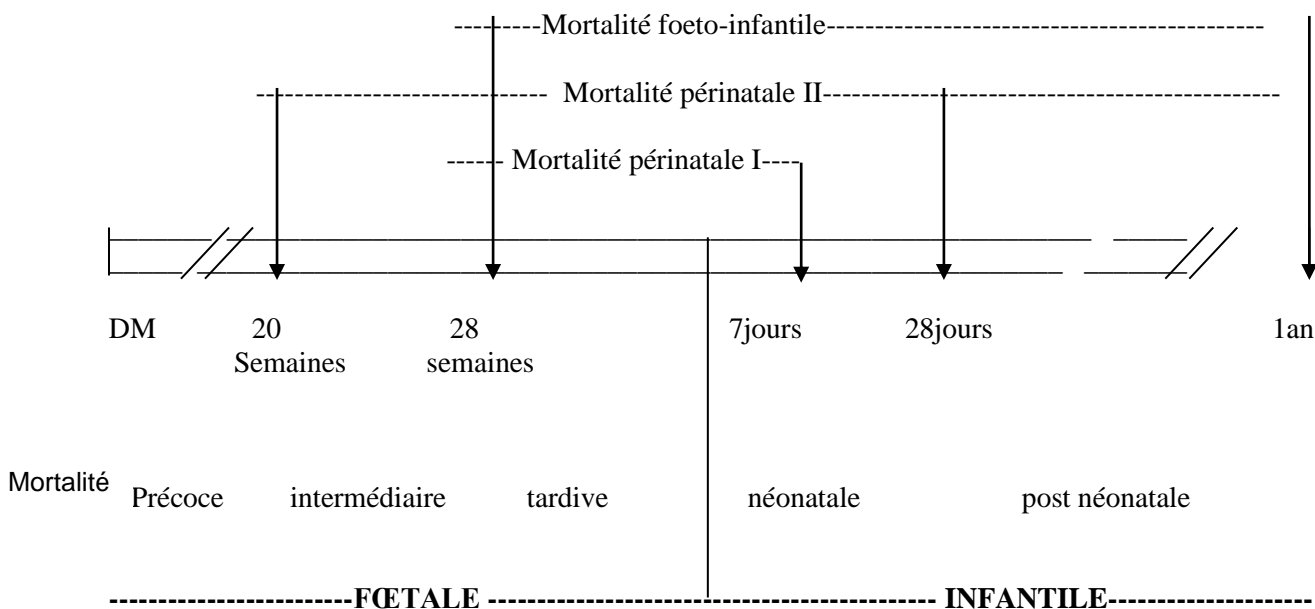 -------Mortalité foeto-infantile-----------------------------------
----------------------- Mortalité périnatale II-------------------------------------
------ Mortalité périnatale I----
DM 20 28 7jours 28jours 1an
Semaines semaines
Mortalité Précoce intermédiaire tardive néonatale post néonatale
-------------------------FŒTALE -------------------------------------------- INFANTILE---------------------